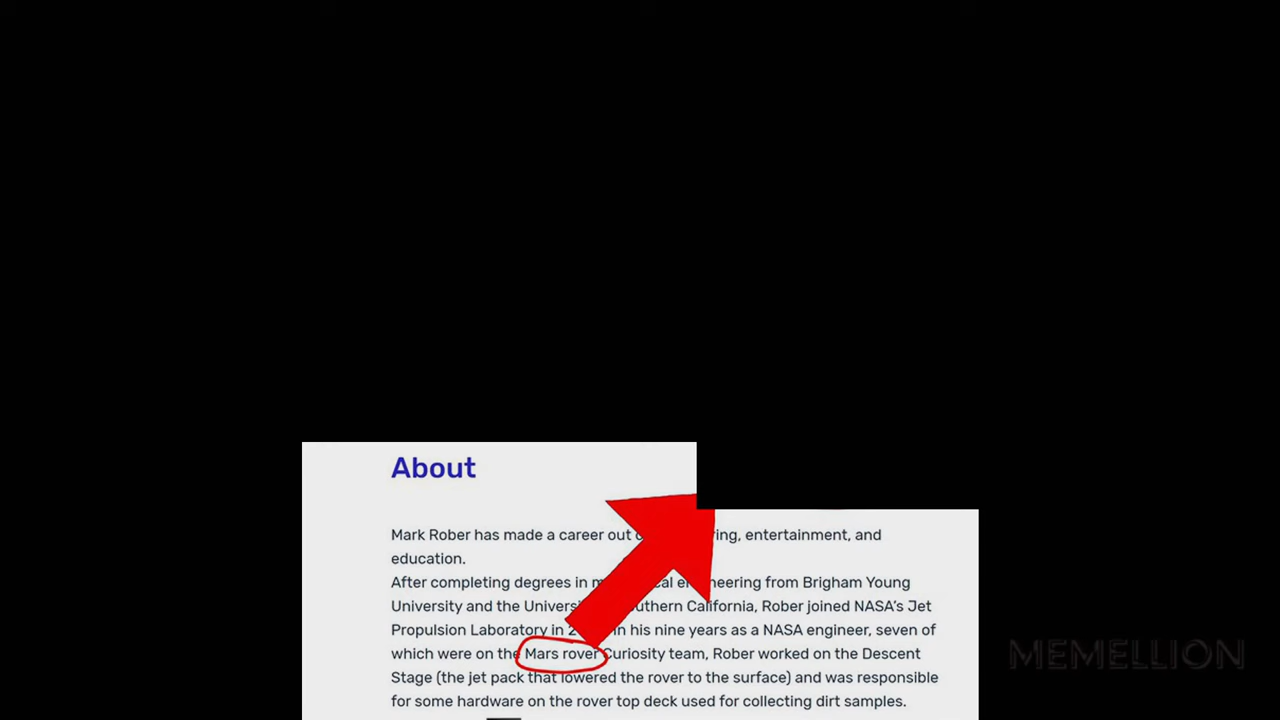 About
Mark Rober has made a career out ing, entertainment, and
education.
After completing degrees in from Brigham Young
University and the California, Rober joined NASA's Jet
Propulsion Laboratory in in his nine years as a NASA engineer, seven of
which were on the Mars rover Curiosity team, Rober worked on the Descent
Stage (the jet pack that lowered the rover to the surface) and was responsible
for some hardware on the rover top deck used for collecting dirt samples.
MEMELLION